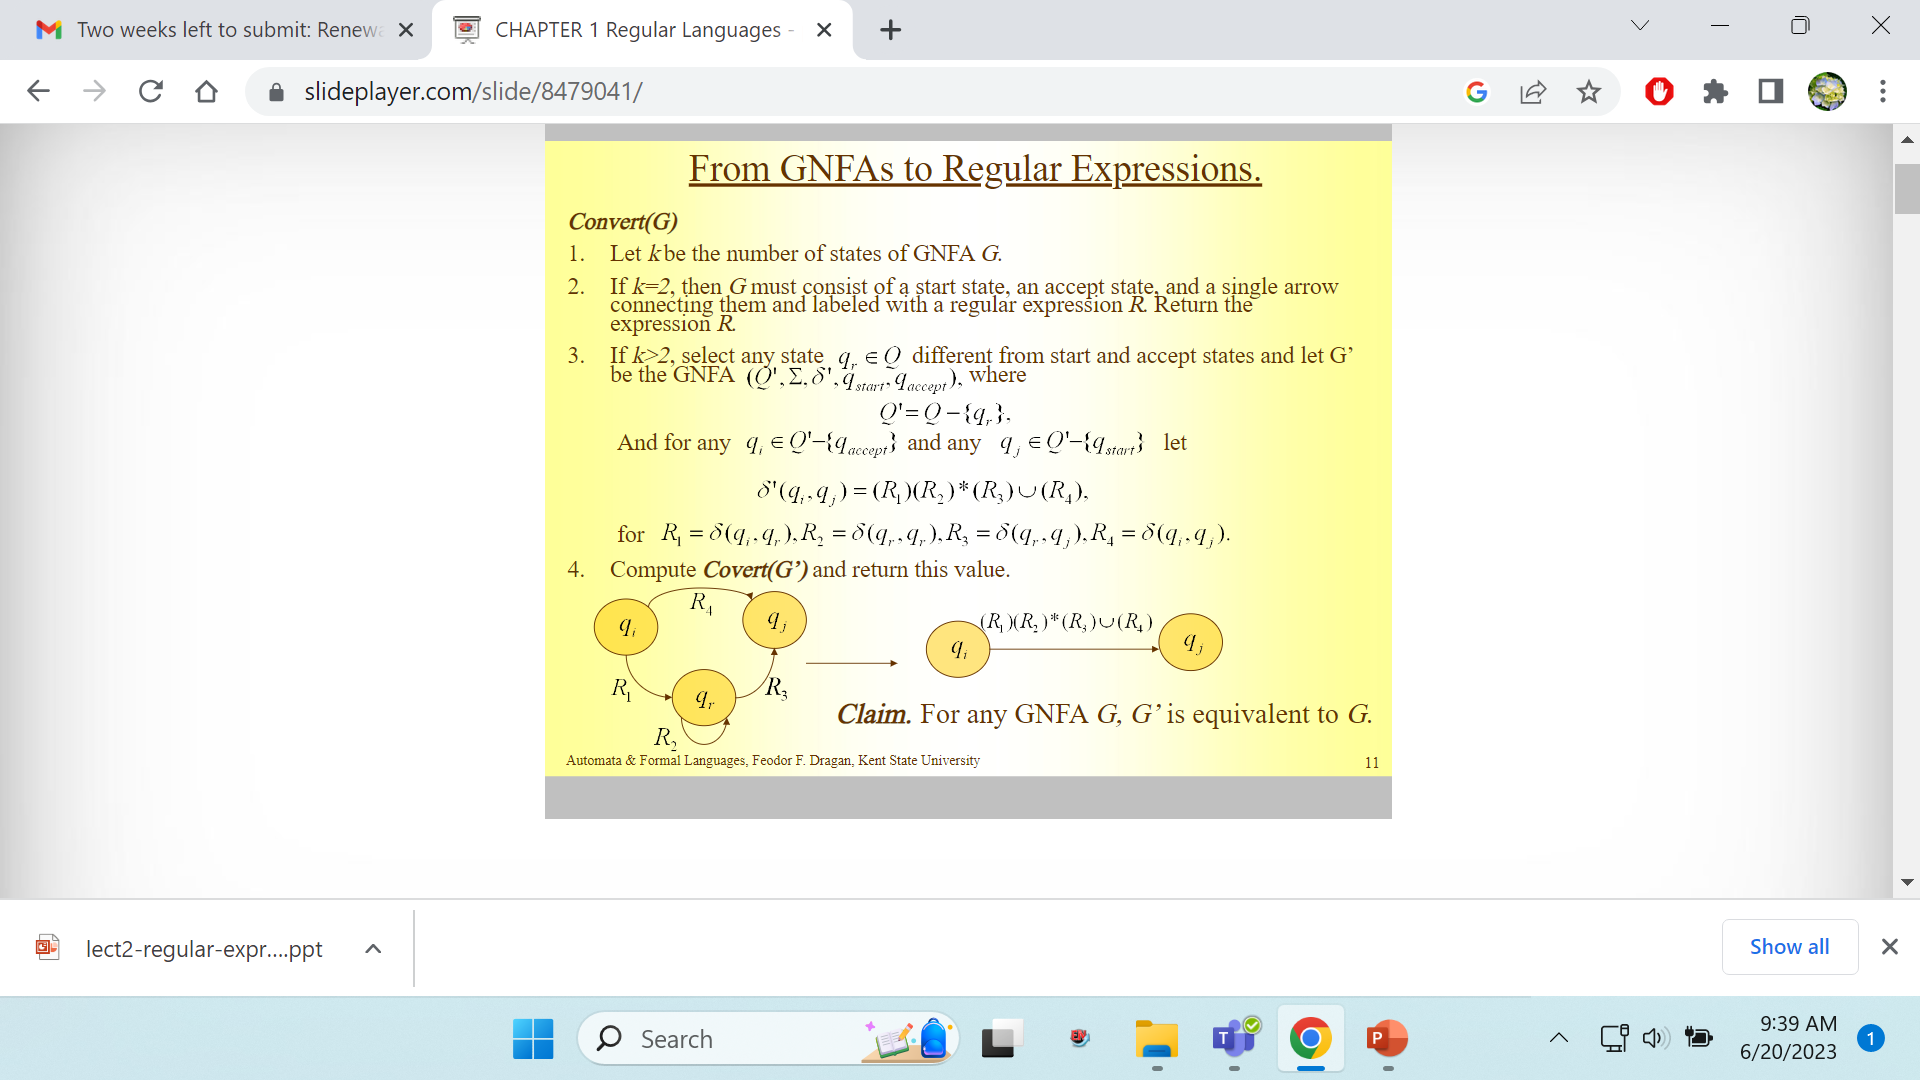 Two weeks left to submit: Renewa
CHAPTER 1 Regular Languages -
slideplayer.com/slide/8479041/
From GNFAs to Regular Expressions.
Convert(G)
1. Let k be the number of states of GNFA G.
2. If k=2, then G must consist of a start state, an accept state, and a single arrow
connecting them and labeled with a regular expression R. Return the
expression R.
3. If k>2, select any state q_r ∈ Q different from start and accept states and let G’
be the GNFA (Q', Σ, δ', q_start, q_accept), where
Q' = Q − {q_r},
And for any q_i ∈ Q'−{q_accept} and any q_j ∈ Q'−{q_start} let
δ'(q_i, q_j) = (R_1)(R_2)*(R_3) ∪ (R_4),
for R_1 = δ(q_i, q_r), R_2 = δ(q_r, q_r), R_3 = δ(q_r, q_j), R_4 = δ(q_i, q_j).
4. Compute Covert(G’) and return this value.
R_4
q_i
q_j
(R_1)(R_2)*(R_3)∪(R_4)
q_i
q_j
R_1
q_r
R_3
R_2
Claim. For any GNFA G, G’ is equivalent to G.
Automata & Formal Languages, Feodor F. Dragan, Kent State University
11
lect2-regular-expr....ppt
Show all
Search
T
P
9:39 AM
6/20/2023
1